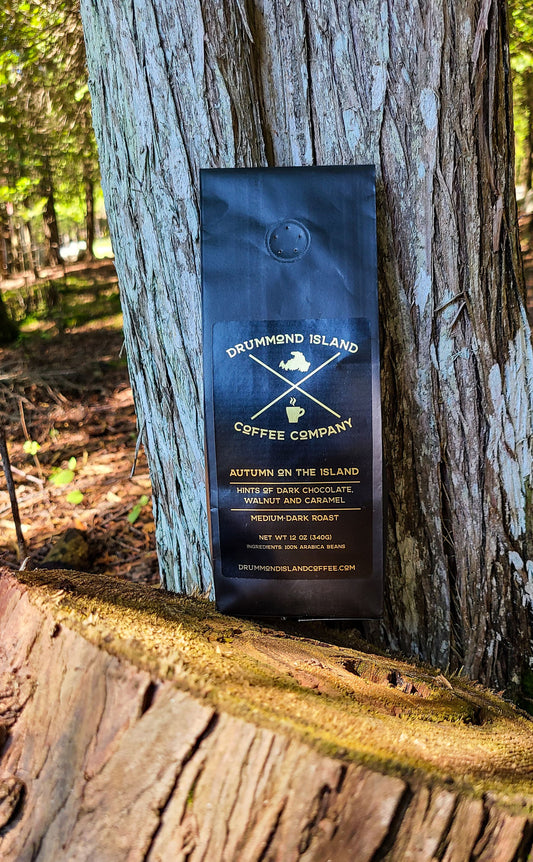 DRUMMOND ISLAND
COFFEE COMPANY
AUTUMN ON THE ISLAND
HINTS OF DARK CHOCOLATE,
WALNUT AND CARAMEL
MEDIUM-DARK ROAST
NET WT 12 OZ (340G)
INGREDIENTS: 100% ARABICA BEANS
DRUMMONDISLANDCOFFEE.COM